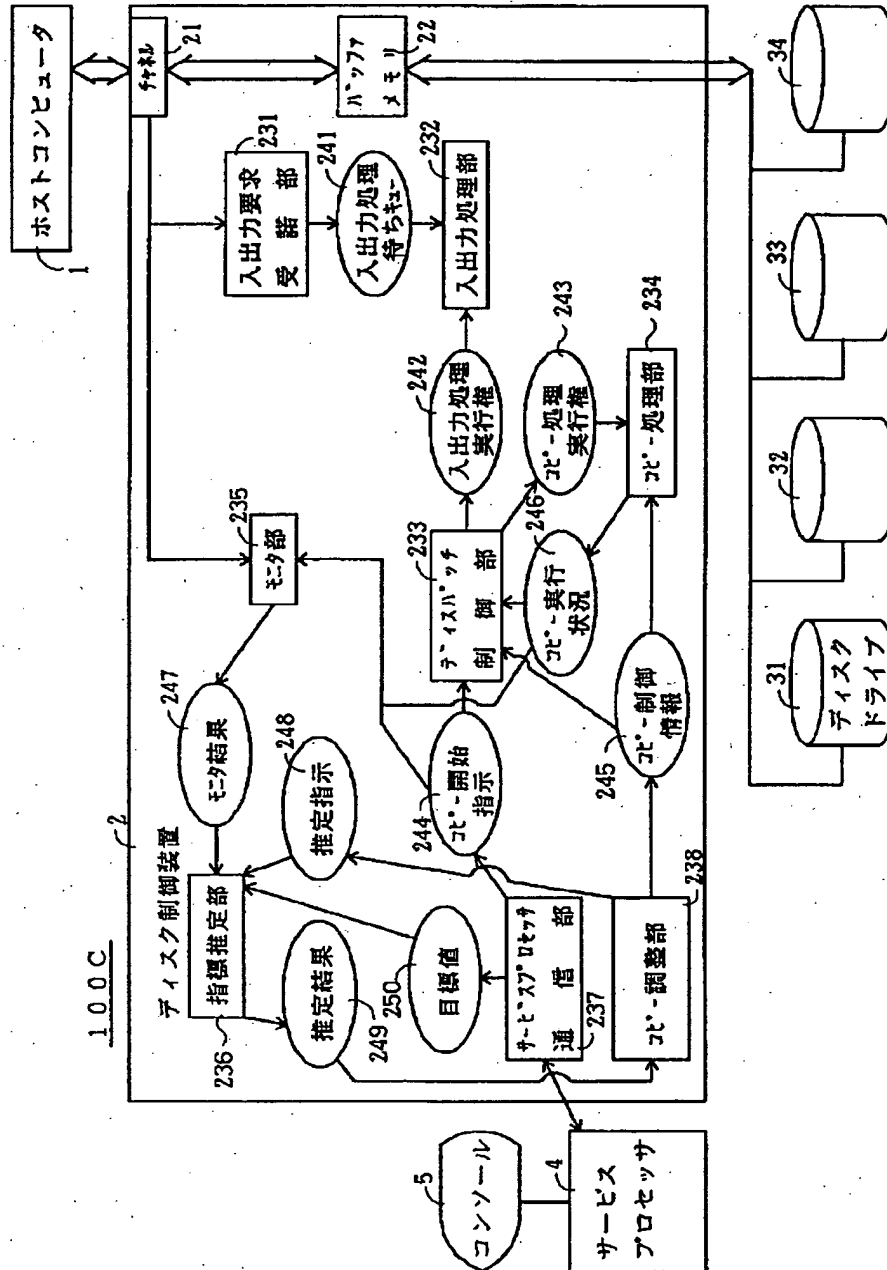 100C
ホストコンピュータ
1
2
ディスク制御装置
チャネル
21
バッファ
メモリ
22
入出力要求
受諾部
231
入出力処理
待ちキュー
241
入出力処理部
232
モニタ部
235
入出力処理
実行権
242
コピー処理
実行権
243
コピー処理部
234
ディスパッチ
制御部
233
コピー実行
状況
246
コピー制御
情報
245
モニタ結果
247
推定指示
248
コピー開始
指示
244
指標推定部
236
推定結果
249
目標値
250
サービスプロセッサ
通信部
237
コピー調整部
238
コンソール
5
サービス
プロセッサ
4
ディスク
ドライブ
31
32
33
34